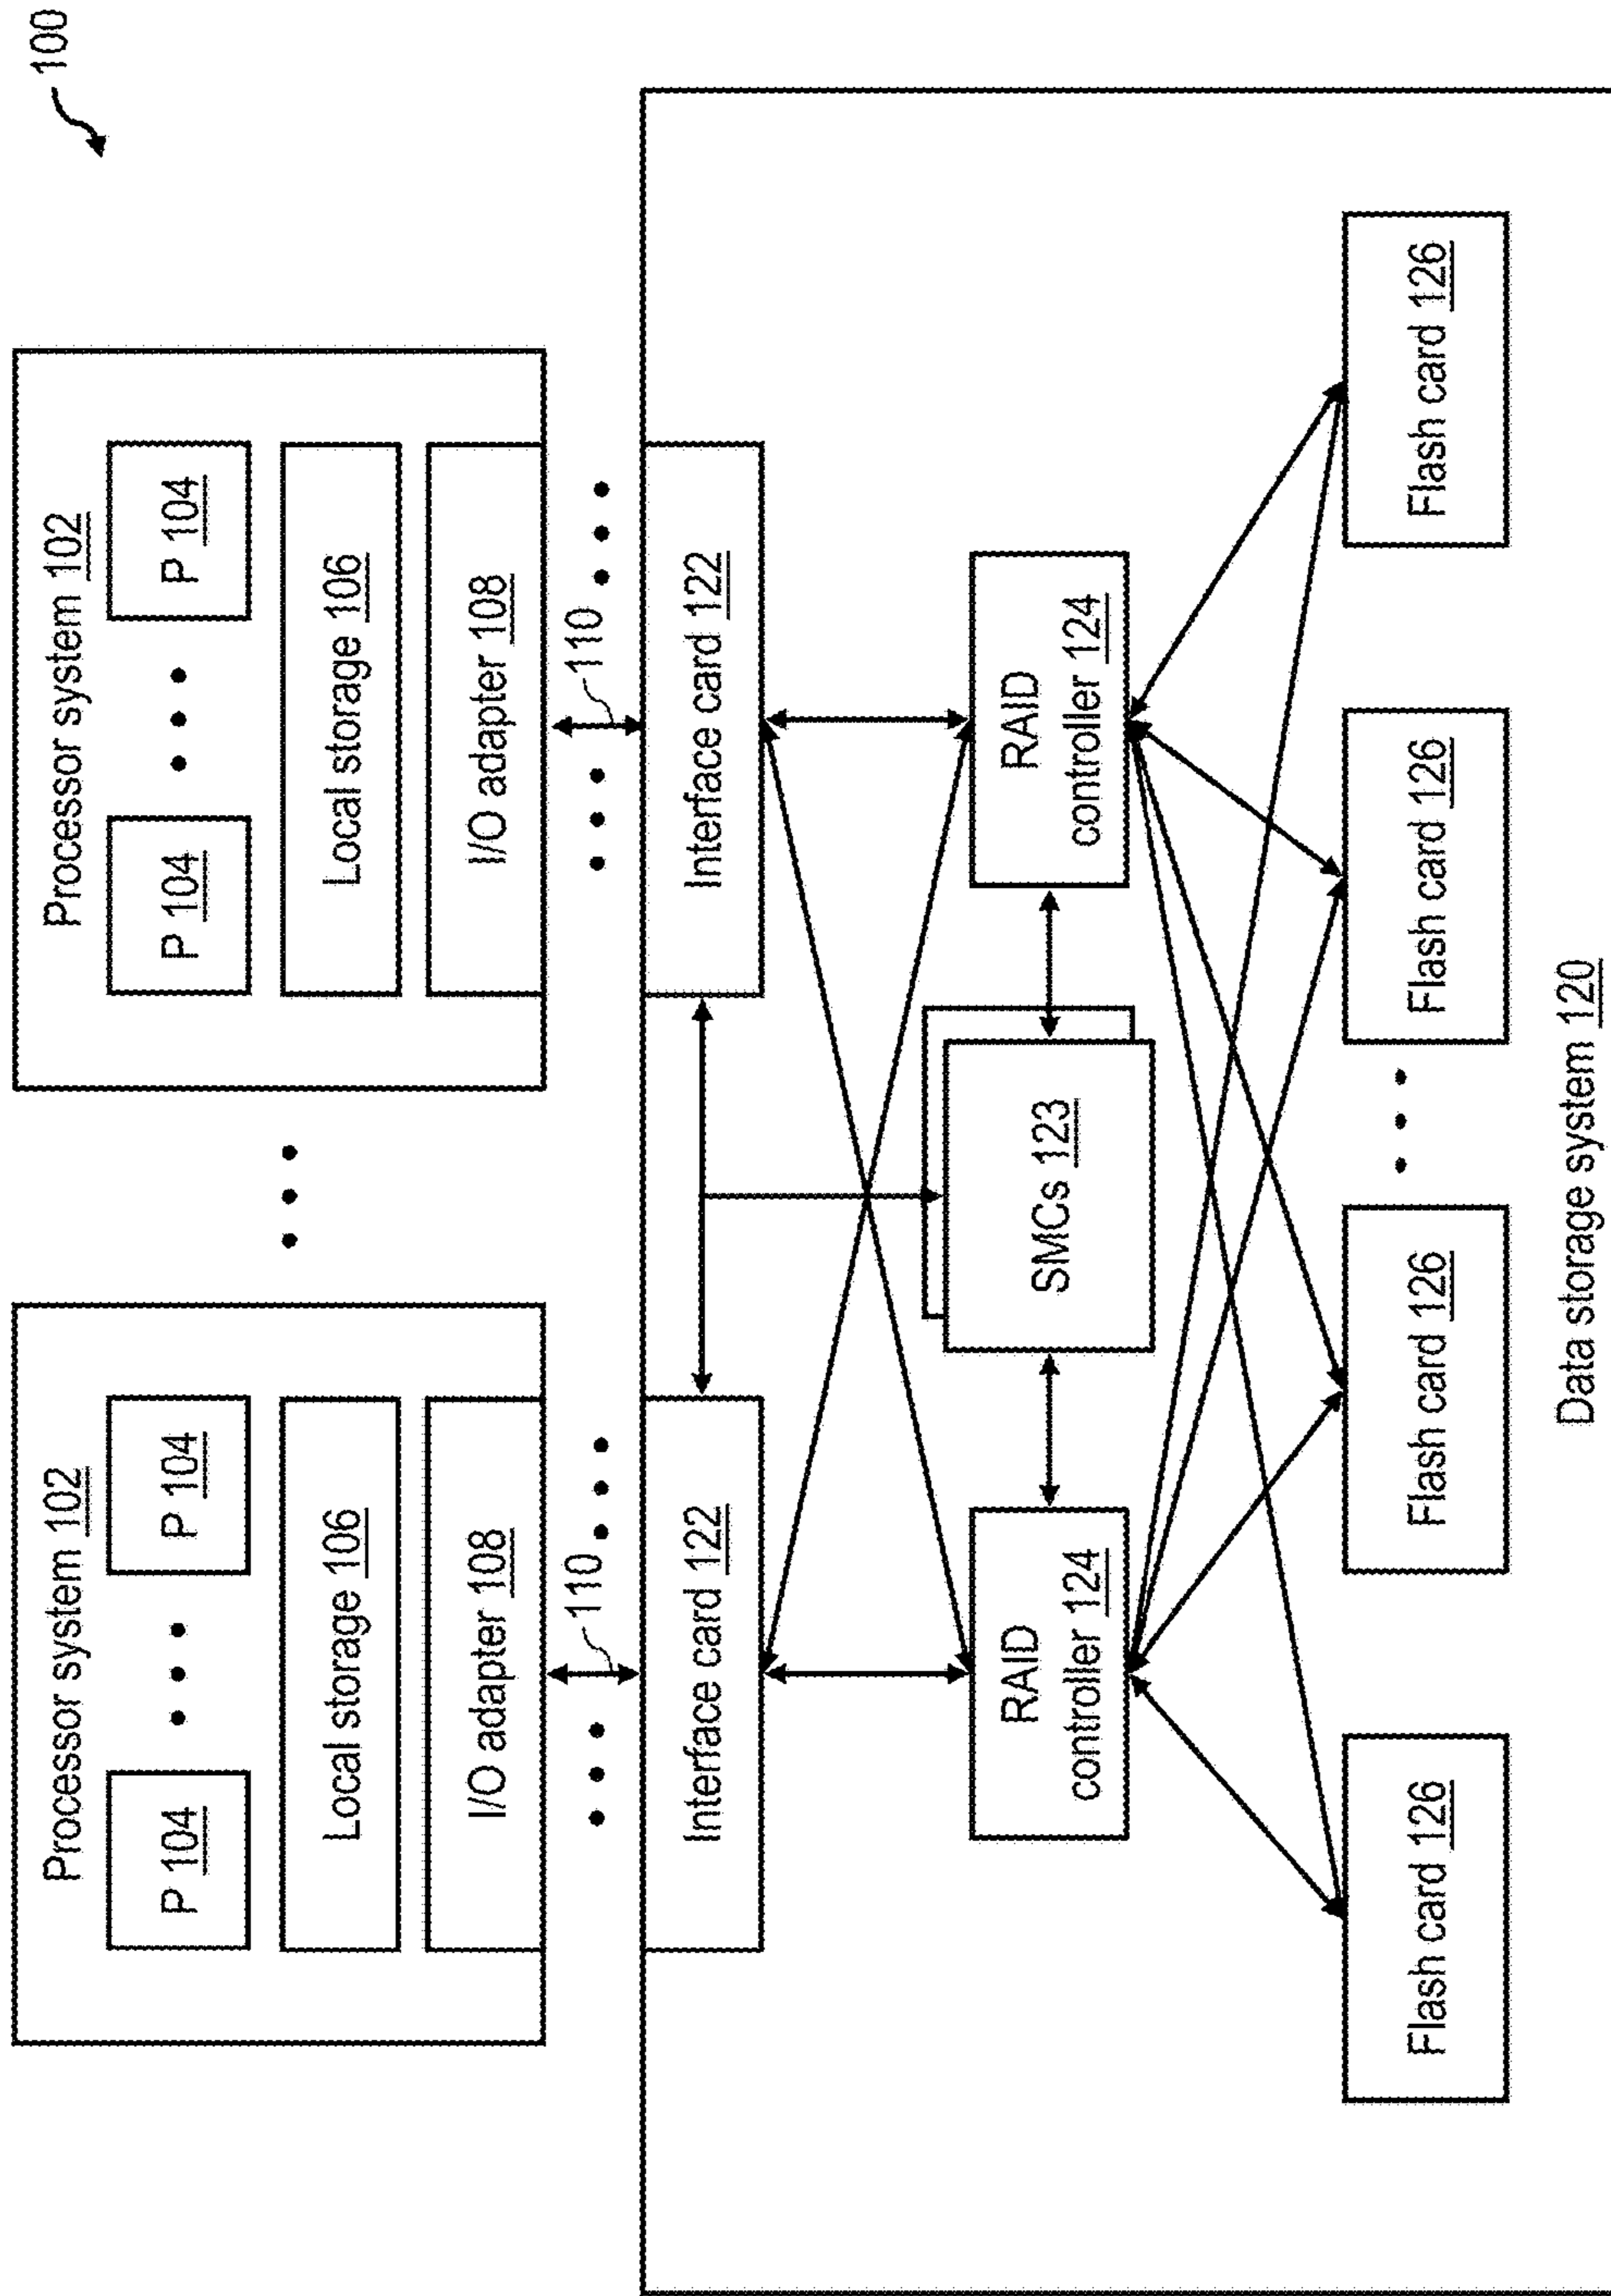 100
Processor system 102
Processor system 102
P 104
P 104
P 104
P 104
Local storage 106
Local storage 106
I/O adapter 108
I/O adapter 108
110
110
Interface card 122
Interface card 122
SMCs 123
RAID
controller 124
RAID
controller 124
Flash card 126
Flash card 126
Flash card 126
Flash card 126
Data storage system 120